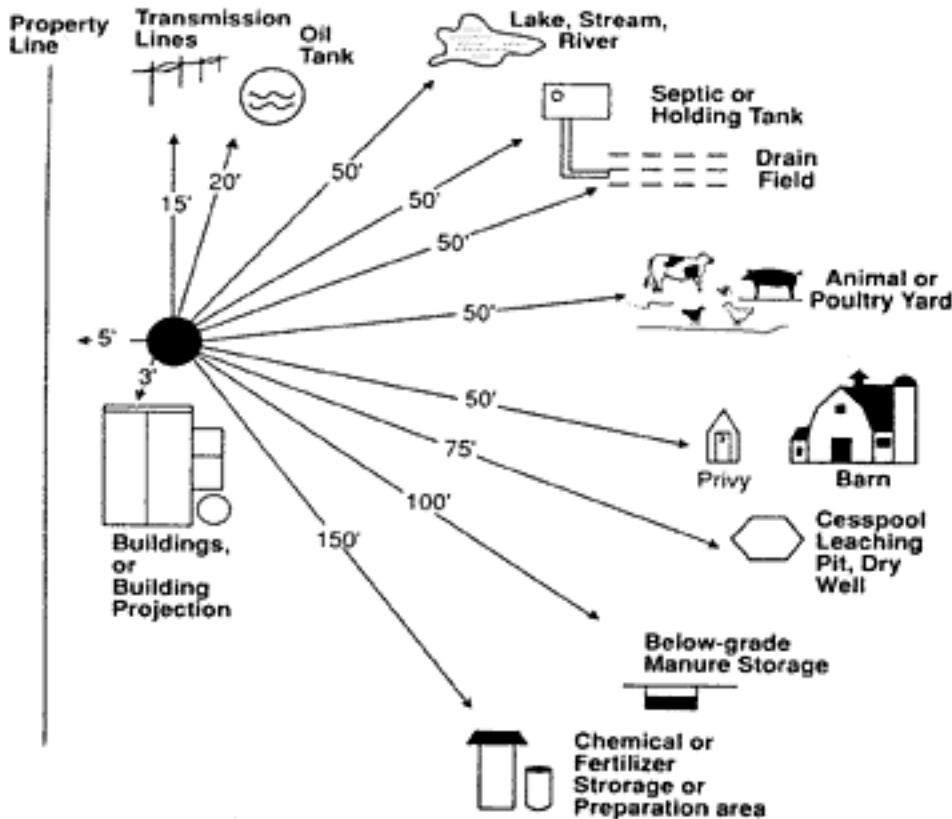 Property
Line
Transmission
Lines
Oil
Tank
Lake, Stream,
River
Septic or
Holding Tank
Drain
Field
15'
20'
50'
50'
50'
Animal or
Poultry Yard
50'
5'
3'
50'
Privy
Barn
75'
100'
150'
Cesspool
Leaching
Pit, Dry
Well
Buildings,
or
Building
Projection
Below-grade
Manure Storage
Chemical or
Fertilizer
Strorage or
Preparation area